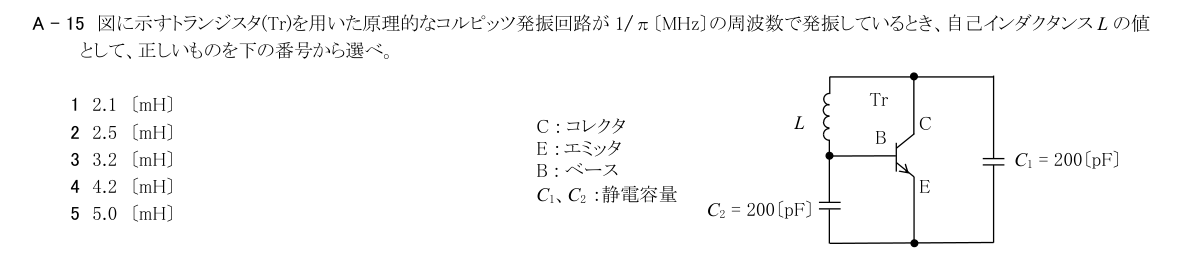 A－15 図に示すトランジスタ(Tr)を用いた原理的なコルピッツ発振回路が 1/π〔MHz〕の周波数で発振しているとき、自己インダクタンス L の値
として、正しいものを下の番号から選べ。
1 2.1 〔mH〕
2 2.5 〔mH〕
3 3.2 〔mH〕
4 4.2 〔mH〕
5 5.0 〔mH〕
C：コレクタ
E：エミッタ
B：ベース
C₁、C₂：静電容量
Tr
L
C
B
C₁ = 200〔pF〕
E
C₂ = 200〔pF〕